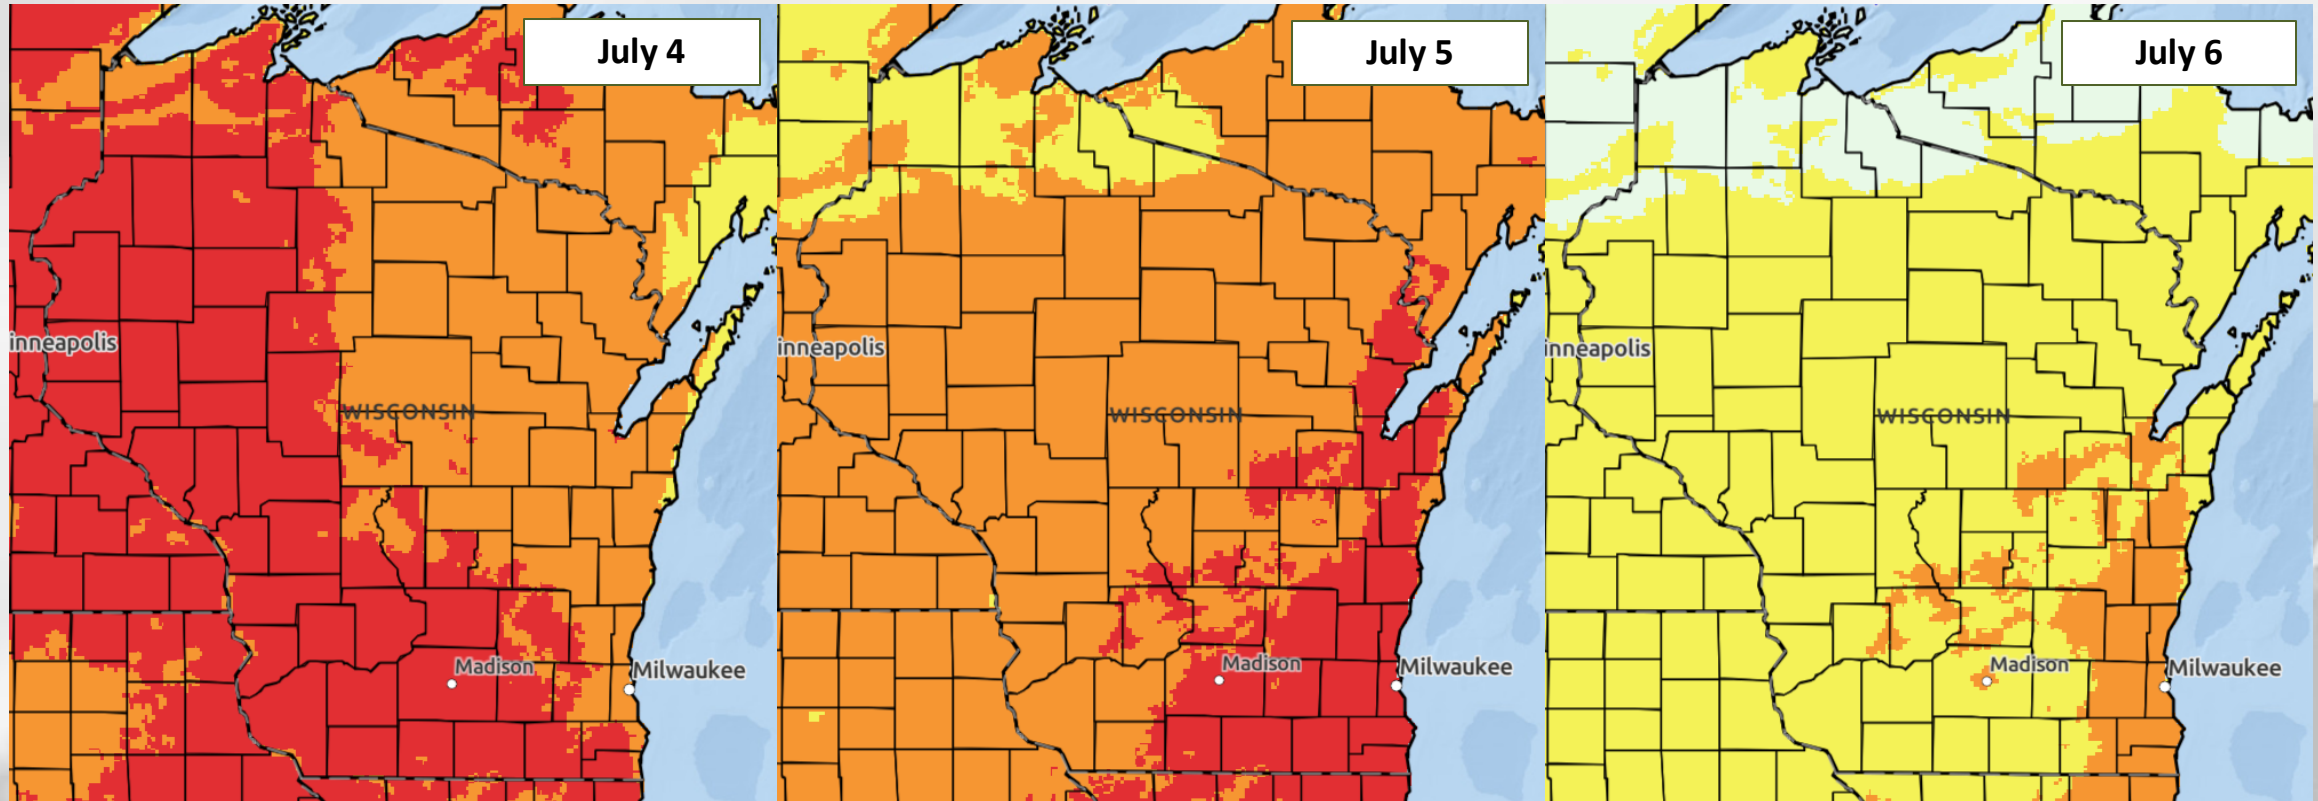 July 4
July 5
July 6
inneapolis
WISCONSIN
Madison
Milwaukee
inneapolis
WISCONSIN
Madison
Milwaukee
inneapolis
WISCONSIN
Madison
Milwaukee